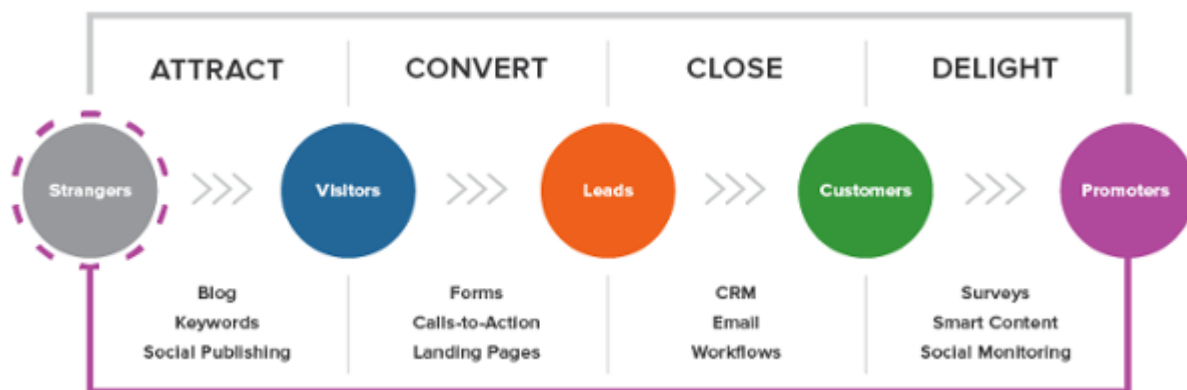 ATTRACT
CONVERT
CLOSE
DELIGHT
Strangers
Visitors
Leads
Customers
Promoters
Blog
Keywords
Social Publishing
Forms
Calls-to-Action
Landing Pages
CRM
Email
Workflows
Surveys
Smart Content
Social Monitoring